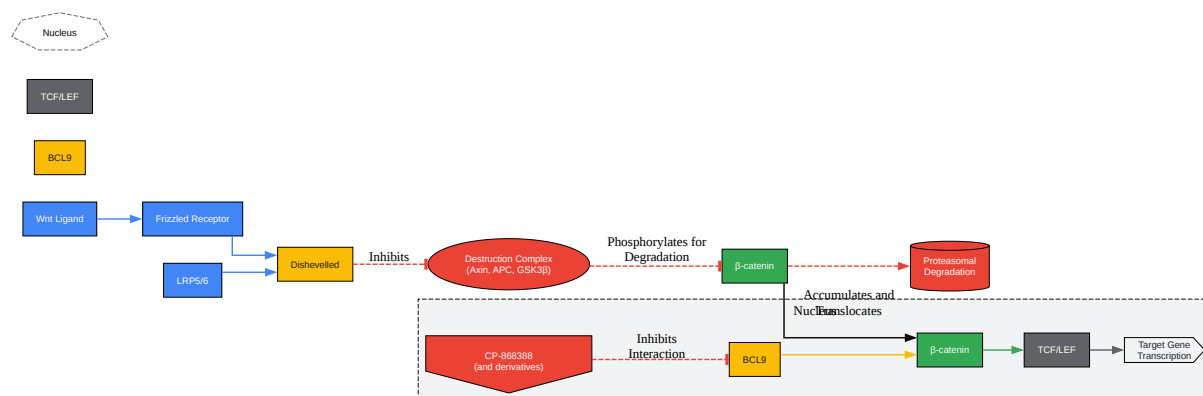 Nucleus
TCF/LEF
BCL9
Wnt Ligand
Frizzled Receptor
LRP5/6
Dishevelled
Inhibits
Destruction Complex
(Axin, APC, GSK3β)
Phosphorylates for
Degradation
β-catenin
Proteasomal
Degradation
Accumulates and
Translocates
Nucleus
CP-868388
(and derivatives)
Inhibits
Interaction
BCL9
β-catenin
TCF/LEF
Target Gene
Transcription